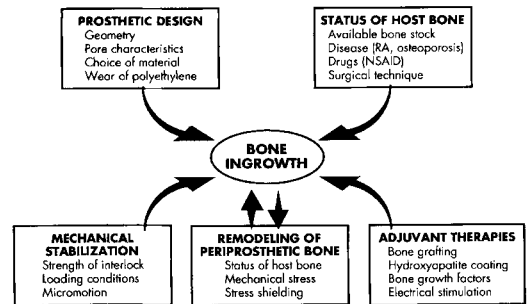 PROSTHETIC DESIGN
Geometry
Pore characteristics
Choice of material
Wear of polyethylene
STATUS OF HOST BONE
Available bone stock
Disease (RA, osteoporosis)
Drugs (NSAID)
Surgical technique
BONE
INGROWTH
MECHANICAL
STABILIZATION
Strength of interlock
Loading conditions
Micromotion
REMODELING OF
PERIPROSTHETIC BONE
Status of host bone
Mechanical stress
Stress shielding
ADJUVANT THERAPIES
Bone grafting
Hydroxyapatite coating
Bone growth factors
Electrical stimulation